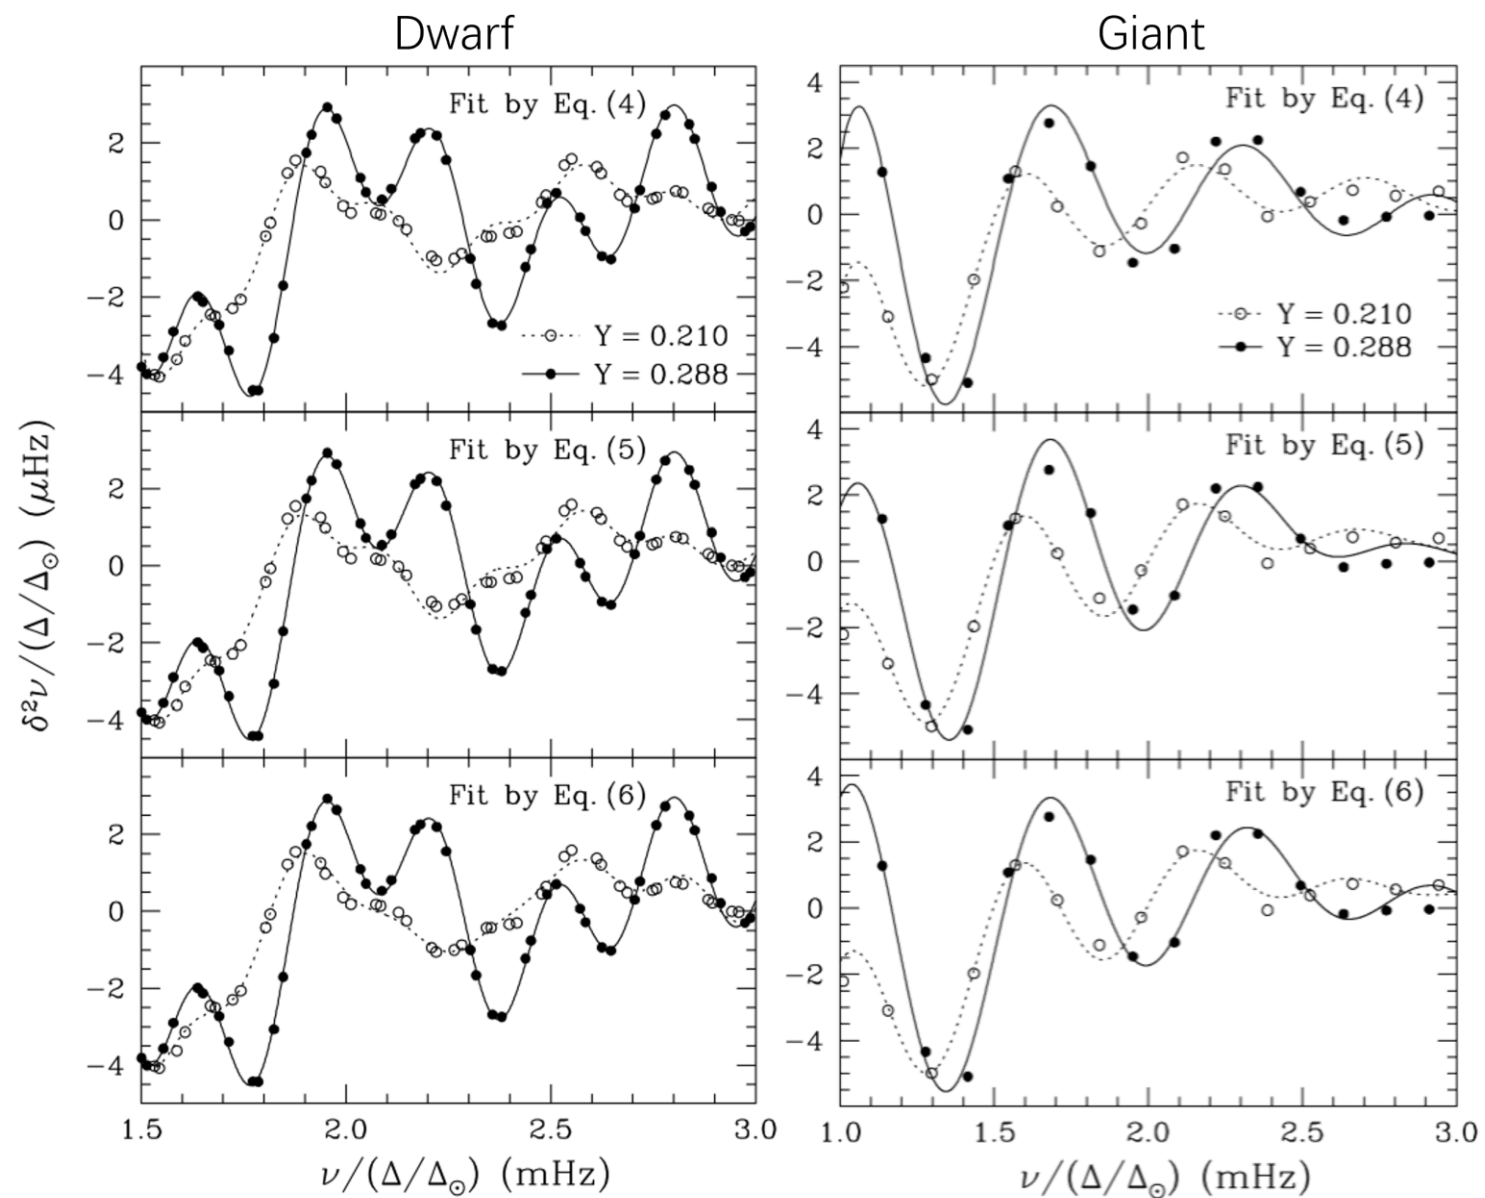 Dwarf
Giant
Fit by Eq. (4)
Y = 0.210
Y = 0.288
2
0
−2
−4
Fit by Eq. (4)
Y = 0.210
Y = 0.288
4
2
0
−2
−4
Fit by Eq. (5)
2
0
−2
−4
Fit by Eq. (5)
4
2
0
−2
−4
Fit by Eq. (6)
2
0
−2
−4
Fit by Eq. (6)
4
2
0
−2
−4
δ²ν/(Δ/Δ⊙) (μHz)
1.5 2.0 2.5 3.0
1.0 1.5 2.0 2.5 3.0
ν/(Δ/Δ⊙) (mHz)
ν/(Δ/Δ⊙) (mHz)